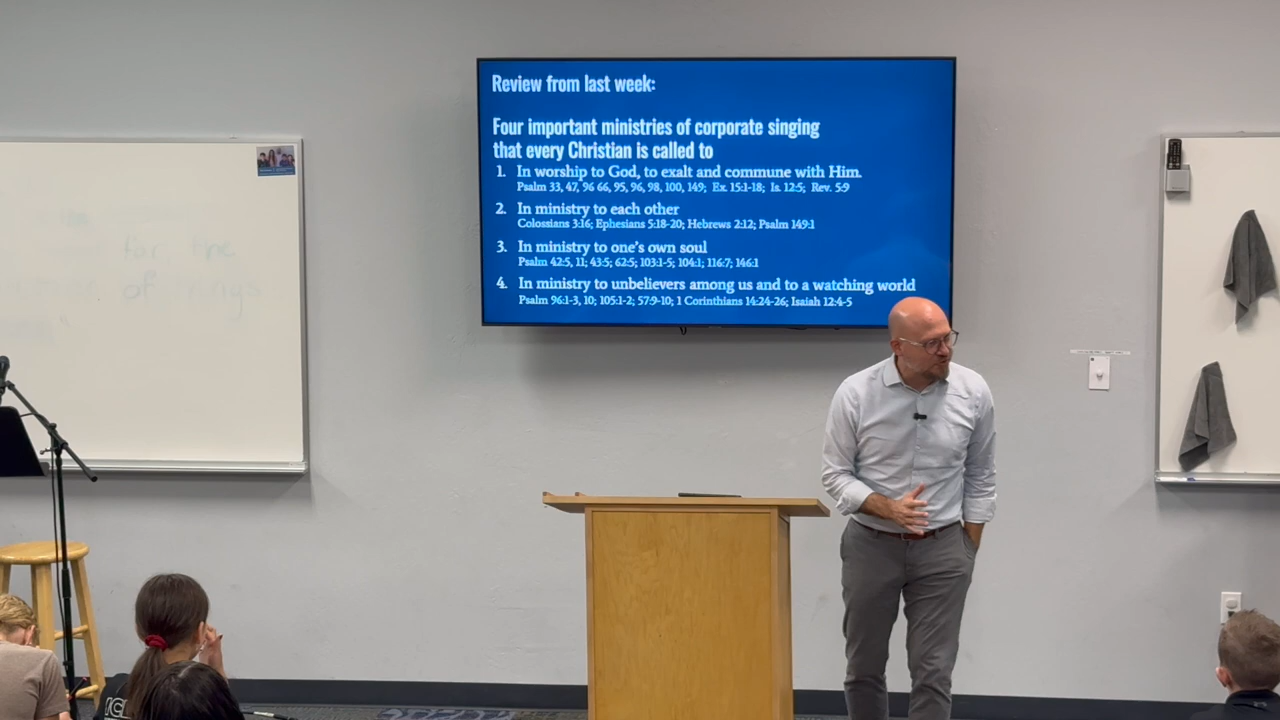 Review from last week:
Four important ministries of corporate singing
that every Christian is called to
1. In worship to God, to exalt and commune with Him.
Psalm 33, 47, 96 66, 95, 96, 98, 100, 149; Ex. 15:1-18; Is. 12:5; Rev. 5:9
2. In ministry to each other
Colossians 3:16; Ephesians 5:18-20; Hebrews 2:12; Psalm 149:1
3. In ministry to one's own soul
Psalm 42:5, 11; 43:5; 62:5; 103:1-5; 104:1; 116:7; 146:1
4. In ministry to unbelievers among us and to a watching world
Psalm 96:1-3, 10; 105:1-2; 57:9-10; 1 Corinthians 14:24-26; Isaiah 12:4-5
for the
of